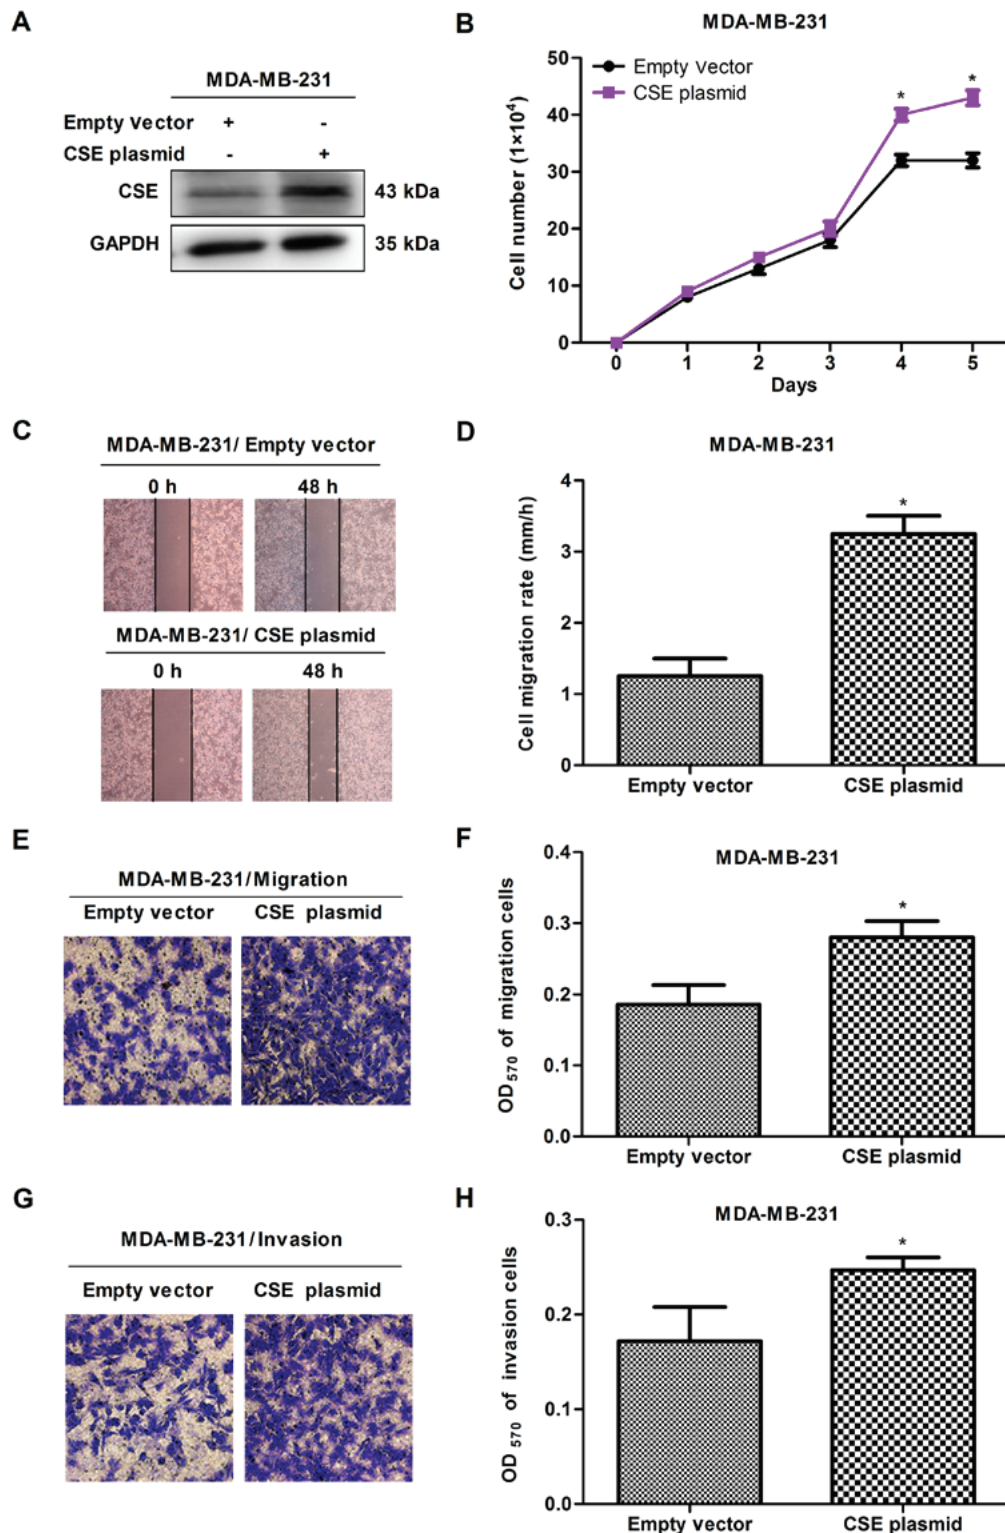 A
MDA-MB-231
Empty vector + -
CSE plasmid - +
CSE 43 kDa
GAPDH 35 kDa
B
MDA-MB-231
Empty vector
CSE plasmid
* *
Cell number (1×10⁴)
50
40
30
20
10
0
0 1 2 3 4 5
Days
C
MDA-MB-231/ Empty vector
0 h 48 h
MDA-MB-231/ CSE plasmid
0 h 48 h
D
MDA-MB-231
*
Cell migration rate (mm/h)
4
3
2
1
0
Empty vector CSE plasmid
E
MDA-MB-231/Migration
Empty vector CSE plasmid
F
MDA-MB-231
*
OD₅₇₀ of migration cells
0.4
0.3
0.2
0.1
0.0
Empty vector CSE plasmid
G
MDA-MB-231/Invasion
Empty vector CSE plasmid
H
MDA-MB-231
*
OD₅₇₀ of invasion cells
0.3
0.2
0.1
0.0
Empty vector CSE plasmid